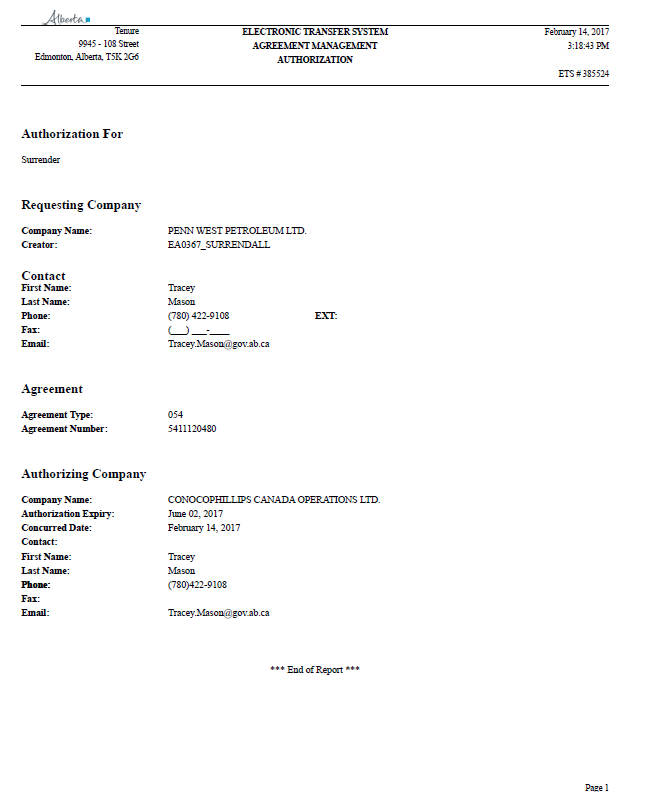 Alberta
Tenure
9945 - 108 Street
Edmonton, Alberta, T5K 2G6
ELECTRONIC TRANSFER SYSTEM
AGREEMENT MANAGEMENT
AUTHORIZATION
February 14, 2017
3:18:43 PM
ETS # 385524
Authorization For
Surrender
Requesting Company
Company Name: PENN WEST PETROLEUM LTD.
Creator: EA0367_SURRENDALL
Contact
First Name: Tracey
Last Name: Mason
Phone: (780) 422-9108 EXT:
Fax: (___) ___-____
Email: Tracey.Mason@gov.ab.ca
Agreement
Agreement Type: 054
Agreement Number: 5411120480
Authorizing Company
Company Name: CONOCOPHILLIPS CANADA OPERATIONS LTD.
Authorization Expiry: June 02, 2017
Concurred Date: February 14, 2017
Contact:
First Name: Tracey
Last Name: Mason
Phone: (780)422-9108
Fax:
Email: Tracey.Mason@gov.ab.ca
*** End of Report ***
Page 1